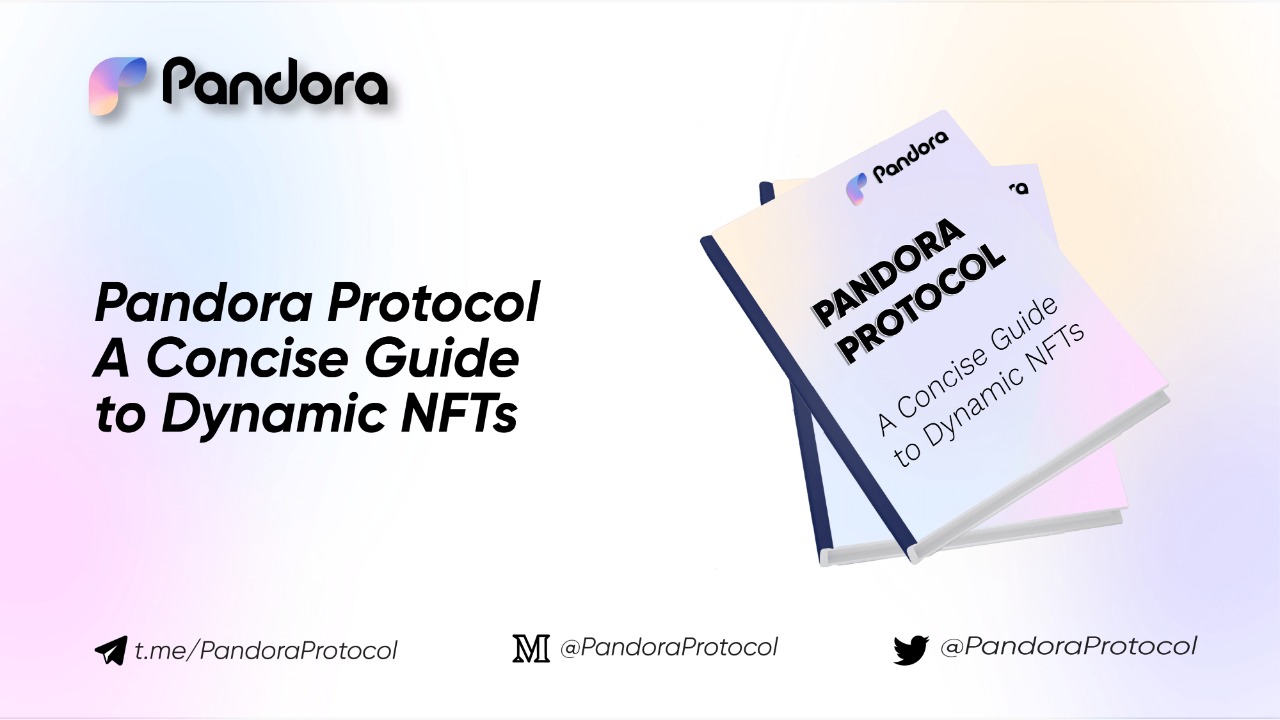 Pandora
Pandora Protocol
A Concise Guide
to Dynamic NFTs
Pandora
ra
PANDORA
PROTOCOL
A Concise Guide
to Dynamic NFTs
t.me/PandoraProtocol
M @PandoraProtocol
@PandoraProtocol